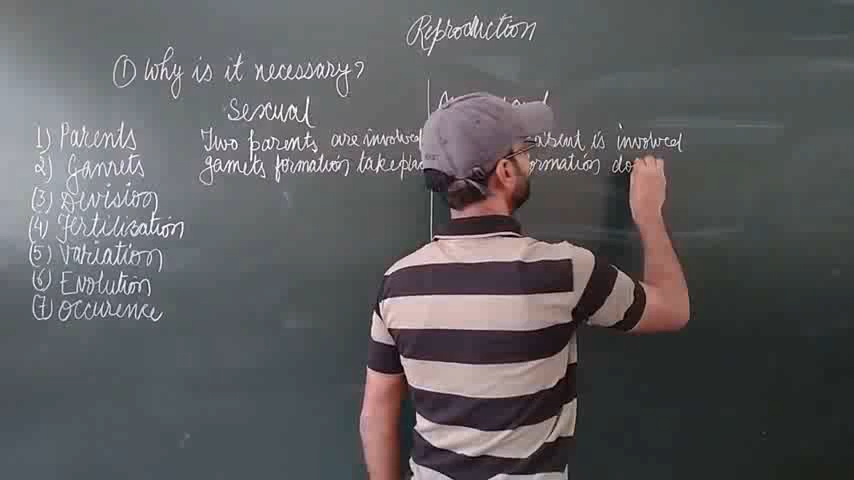 Reproduction
① Why is it necessary?
Sexual
1) Parents Two parents are involved is involved
2) Gamets gamets formation take formation do
(3) Division
(4) Fertilization
(5) Variation
(6) Evolution
(7) Occurence